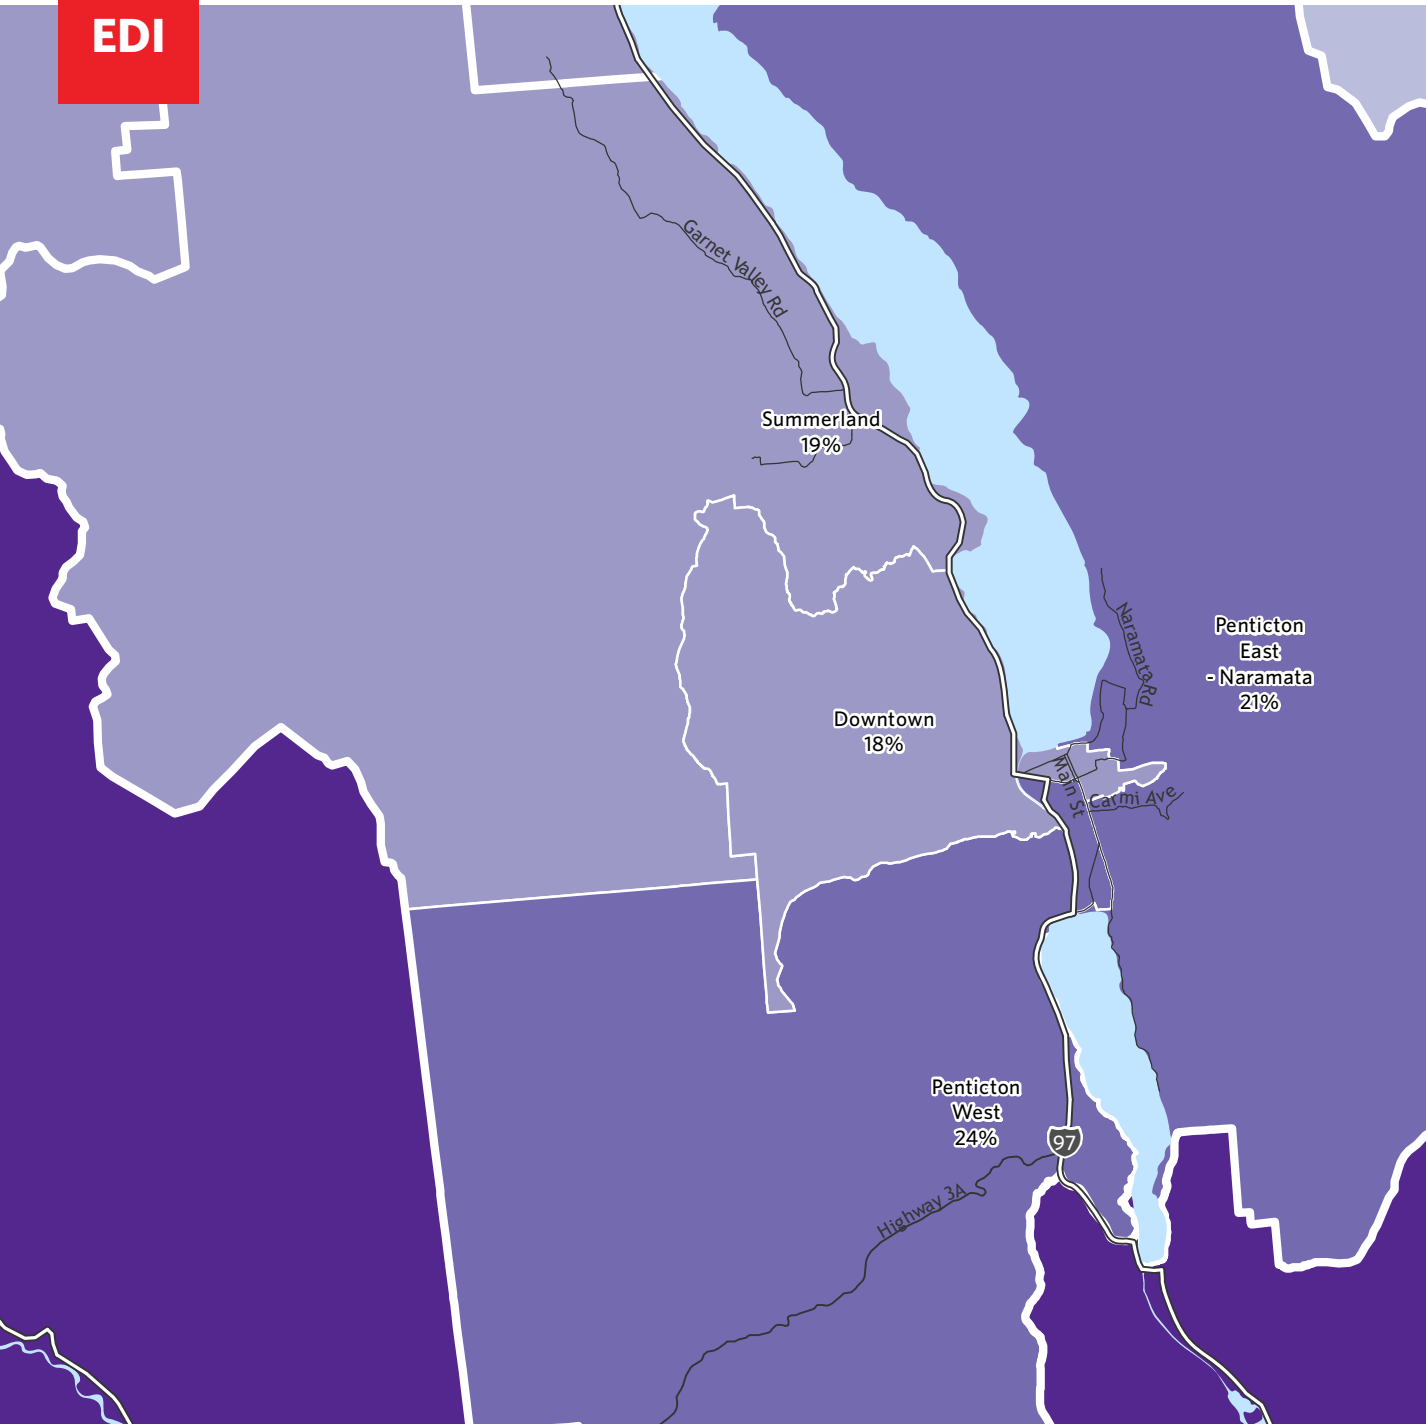 EDI
Garnet Valley Rd
Summerland
19%
Naramata Rd
Penticton
East
- Naramata
21%
Downtown
18%
Main St
Carmi Ave
Penticton
West
24%
97
Highway 3A